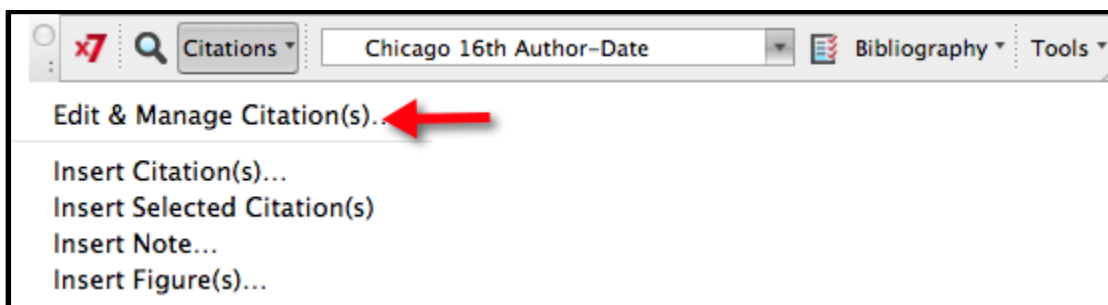 x7 Citations Chicago 16th Author–Date Bibliography Tools
Edit & Manage Citation(s)...
Insert Citation(s)...
Insert Selected Citation(s)
Insert Note...
Insert Figure(s)...